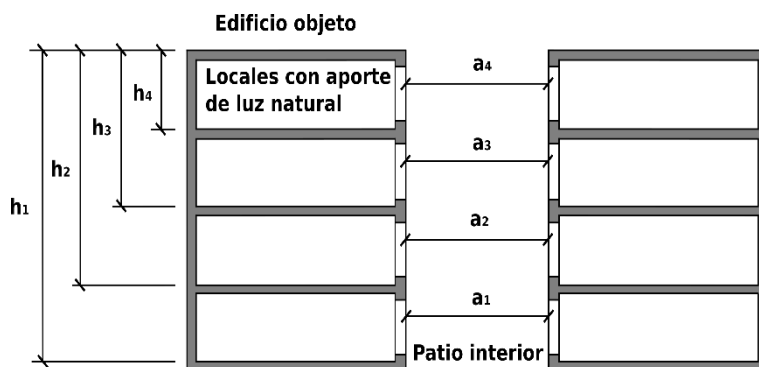 Edificio objeto
Locales con aporte
de luz natural
h4
h3
h2
h1
a4
a3
a2
a1
Patio interior